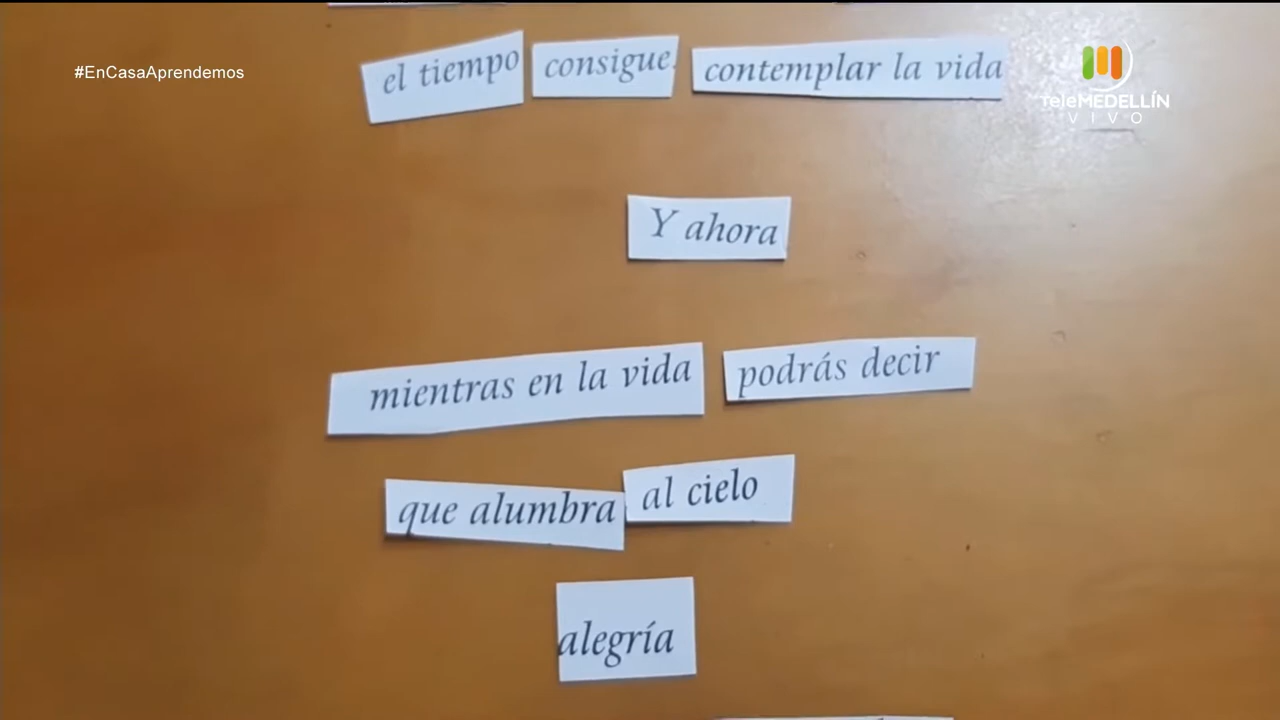 #EnCasaAprendemos
teleMEDELLÍN
VIVO
el tiempo consigue contemplar la vida
Y ahora
mientras en la vida podrás decir
que alumbra al cielo
alegría